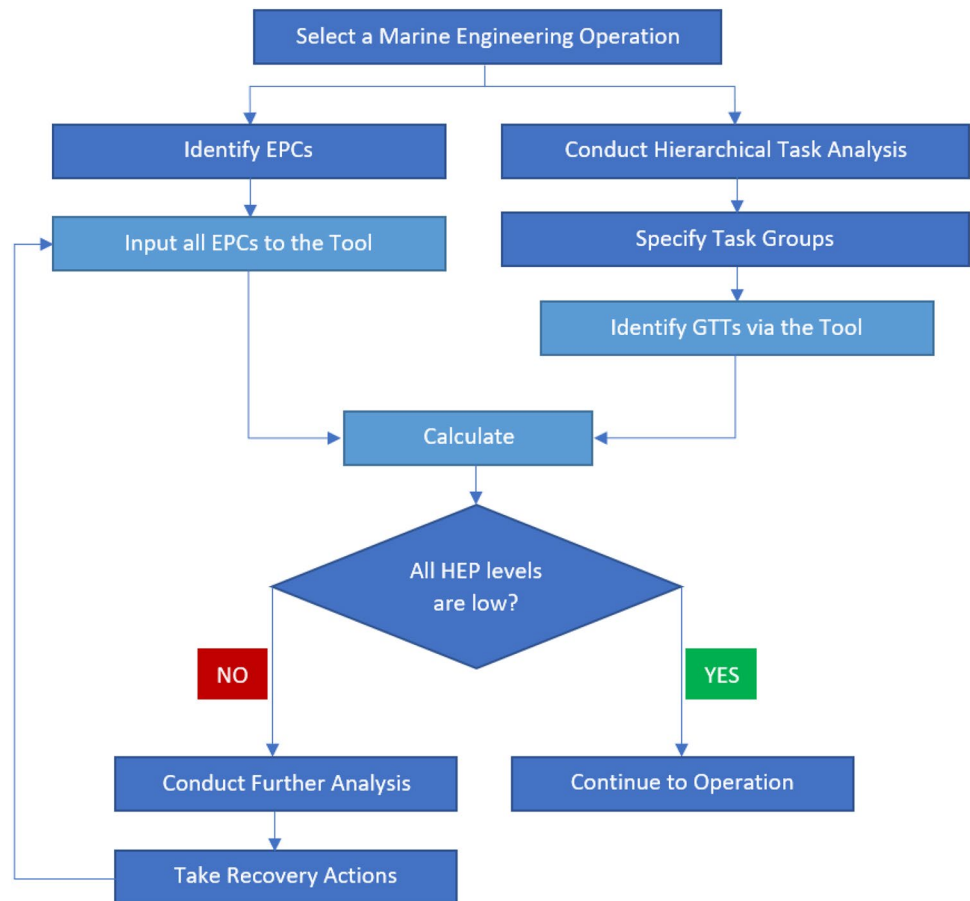 Select a Marine Engineering Operation
Identify EPCs
Conduct Hierarchical Task Analysis
Input all EPCs to the Tool
Specify Task Groups
Identify GTTs via the Tool
Calculate
All HEP levels
are low?
NO
YES
Conduct Further Analysis
Continue to Operation
Take Recovery Actions